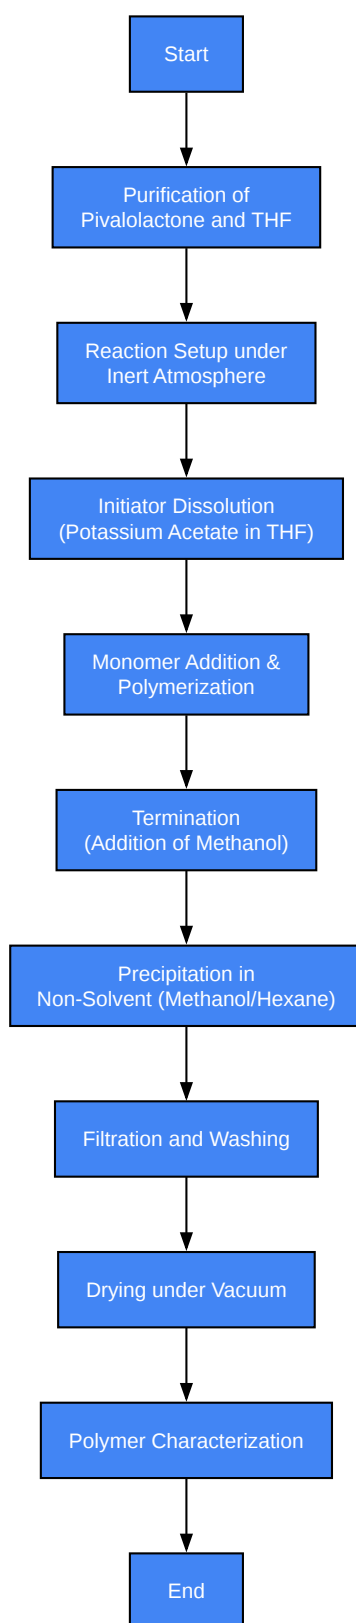 Start
Purification of
Pivalolactone and THF
Reaction Setup under
Inert Atmosphere
Initiator Dissolution
(Potassium Acetate in THF)
Monomer Addition &
Polymerization
Termination
(Addition of Methanol)
Precipitation in
Non-Solvent (Methanol/Hexane)
Filtration and Washing
Drying under Vacuum
Polymer Characterization
End